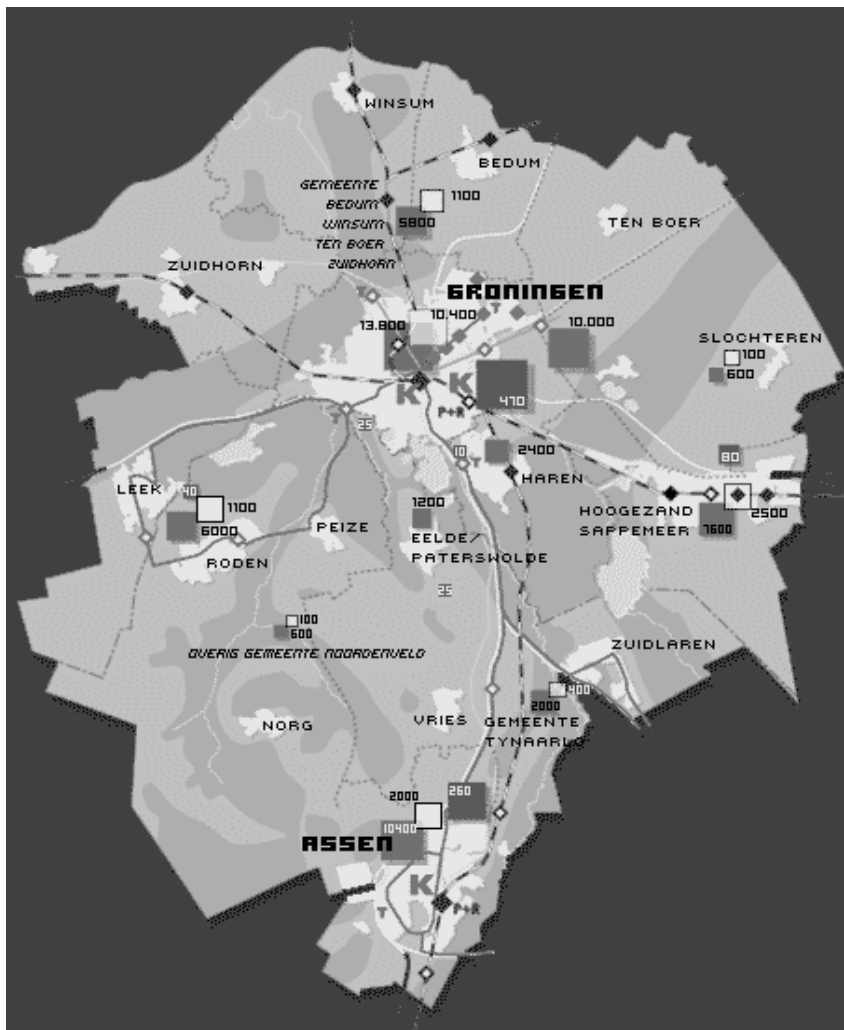 WINSUM
BEDUM
GEMEENTE
BEDUM
WINSUM
TEN BOER
ZUIDHORN
1100
5800
TEN BOER
ZUIDHORN
T
GRONINGEN
T
10.400
13.800
10.000
SLOCHTEREN
100
600
K
K
470
P+R
T
25
10
T
2400
HAREN
80
LEEK
40
1100
6000
1200
PEIZE
EELDE/
PATERSWOLDE
HOOGEZAND
SAPPEMEER
7600
2500
RODEN
25
100
600
OVERIG GEMEENTE NOORDENVELD
ZUIDLAREN
400
2000
NORG
VRIES
GEMEENTE
TYNAARLO
2000
260
10400
ASSEN
K
T
P+R